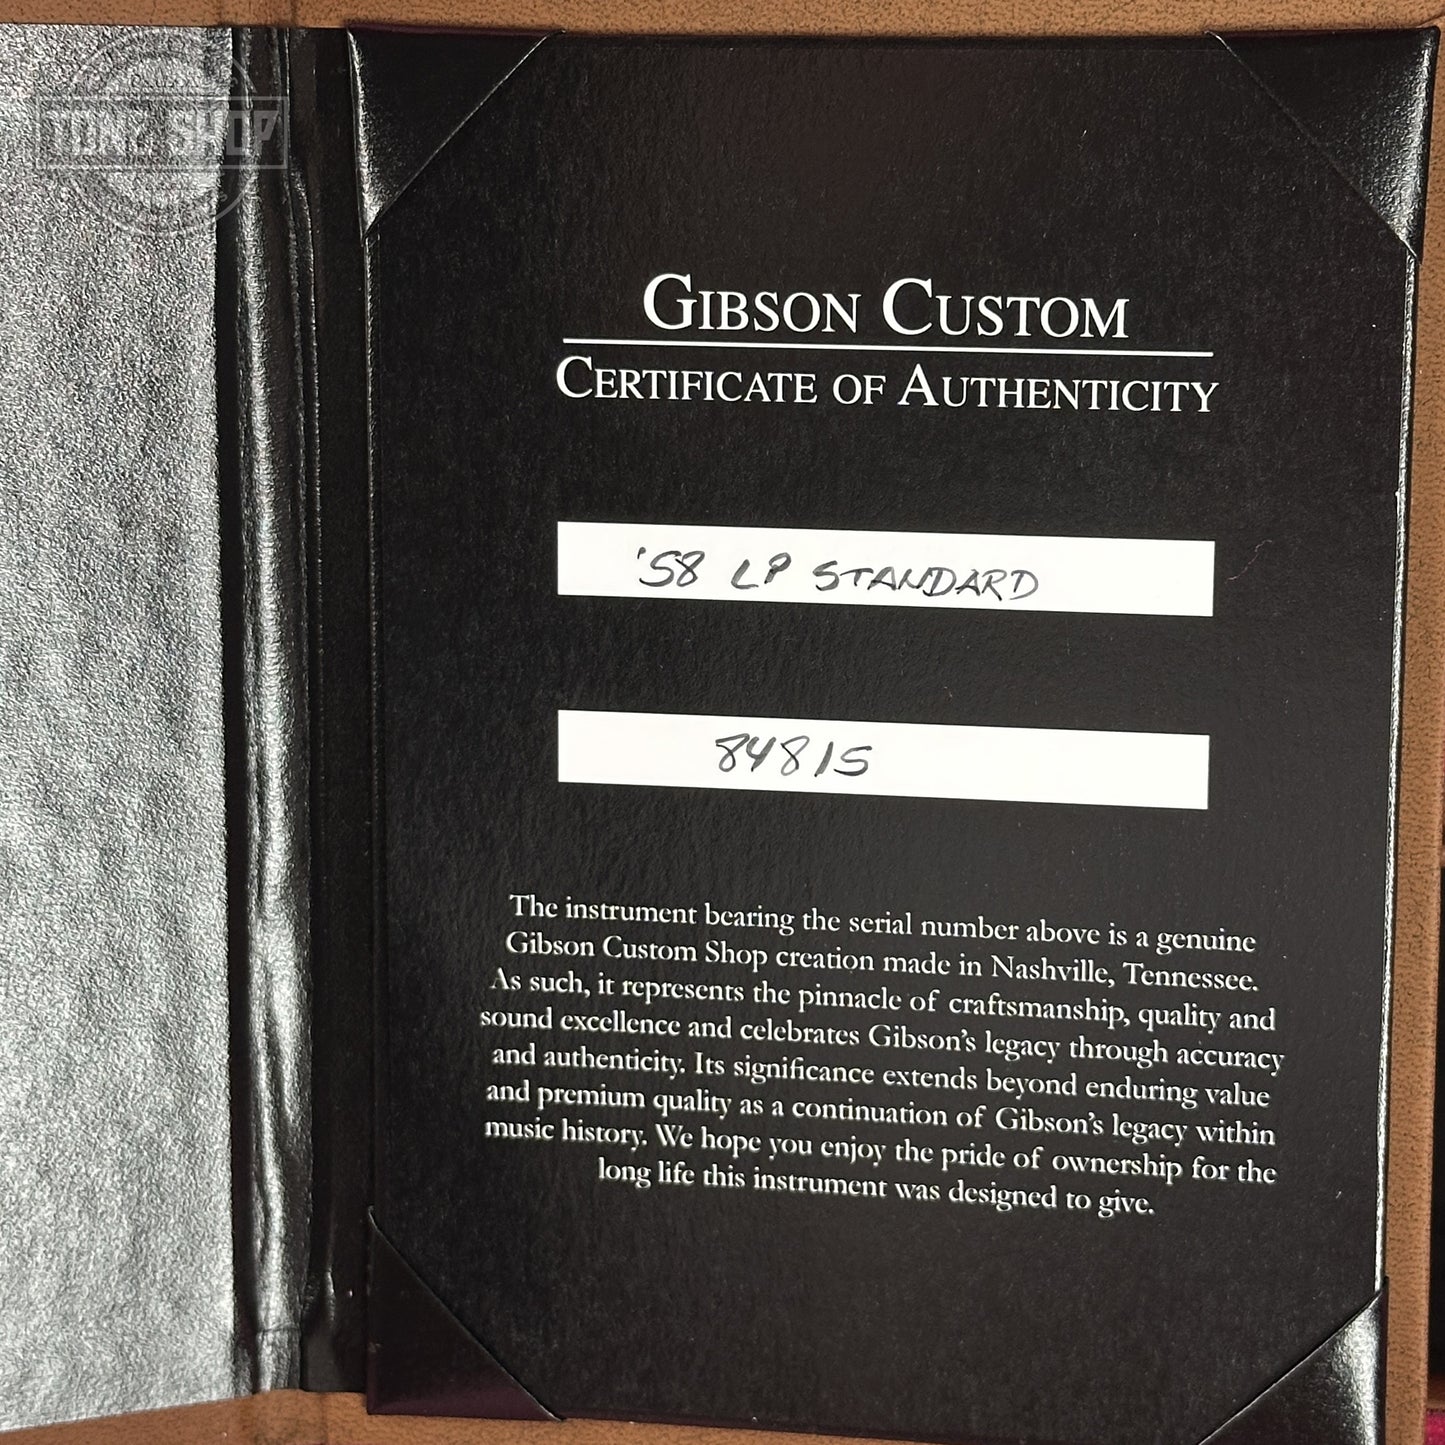 TONE SHOP
GIBSON CUSTOM
CERTIFICATE OF AUTHENTICITY
'58 LP STANDARD
84815
The instrument bearing the serial number above is a genuine
Gibson Custom Shop creation made in Nashville, Tennessee.
As such, it represents the pinnacle of craftsmanship, quality and
sound excellence and celebrates Gibson's legacy through accuracy
and authenticity. Its significance extends beyond enduring value
and premium quality as a continuation of Gibson's legacy within
music history. We hope you enjoy the pride of ownership for the
long life this instrument was designed to give.